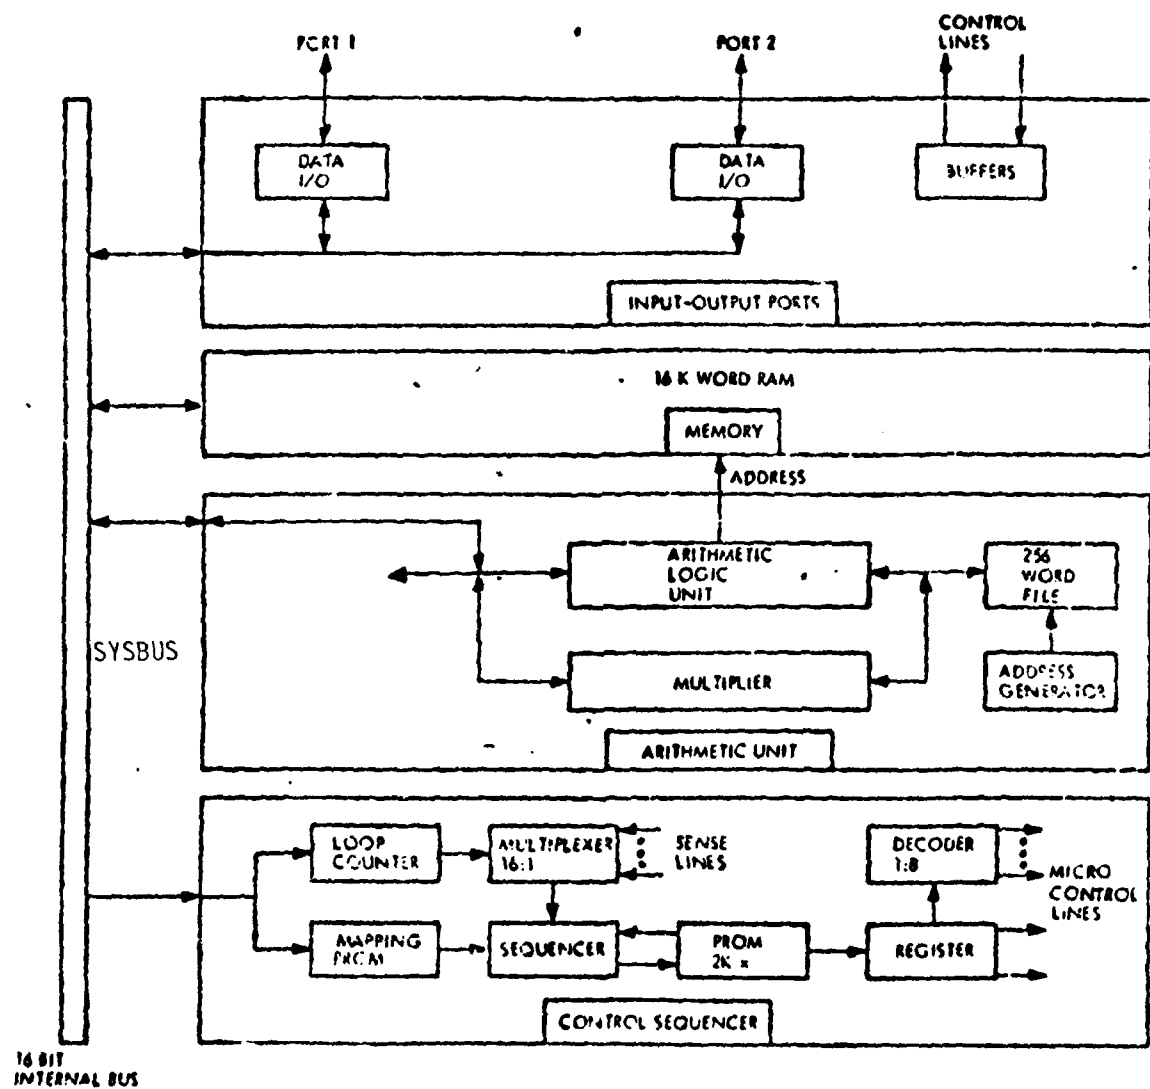 PORT 1
PORT 2
CONTROL
LINES
DATA
I/O
DATA
I/O
BUFFERS
INPUT-OUTPUT PORTS
16 K WORD RAM
MEMORY
ADDRESS
ARITHMETIC
LOGIC
UNIT
256
WORD
FILE
SYSBUS
MULTIPLIER
ADDRESS
GENERATOR
ARITHMETIC UNIT
LOOP
COUNTER
MULTIPLEXER
16:1
SENSE
LINES
DECODER
1:8
MICRO
CONTROL
LINES
MAPPING
PROM
SEQUENCER
PROM
2K x
REGISTER
CONTROL SEQUENCER
16 BIT
INTERNAL BUS